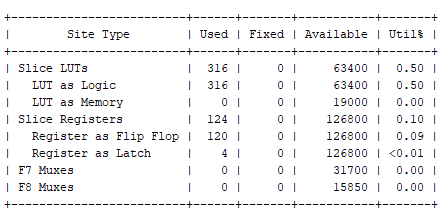 +-------------------------+------+-------+-----------+-------+
|        Site Type        | Used | Fixed | Available | Util% |
+-------------------------+------+-------+-----------+-------+
| Slice LUTs              |  316 |     0 |     63400 |  0.50 |
|   LUT as Logic          |  316 |     0 |     63400 |  0.50 |
|   LUT as Memory         |    0 |     0 |     19000 |  0.00 |
| Slice Registers         |  124 |     0 |    126800 |  0.10 |
|   Register as Flip Flop |  120 |     0 |    126800 |  0.09 |
|   Register as Latch     |    4 |     0 |    126800 | <0.01 |
| F7 Muxes                |    0 |     0 |     31700 |  0.00 |
| F8 Muxes                |    0 |     0 |     15850 |  0.00 |
+-------------------------+------+-------+-----------+-------+